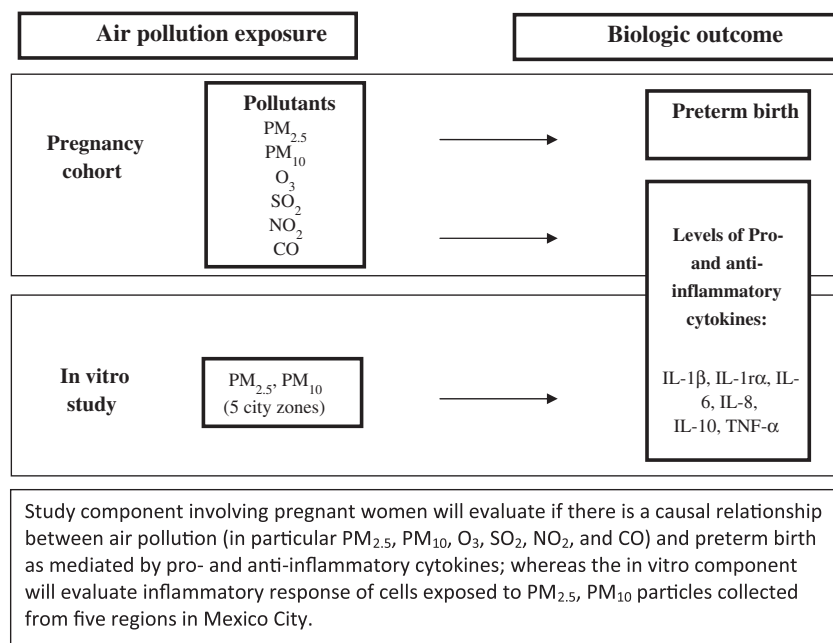 Air pollution exposure
Biologic outcome
Pregnancy
cohort
Pollutants
PM2.5
PM10
O3
SO2
NO2
CO
Preterm birth
Levels of Pro-
and anti-
inflammatory
cytokines:
IL-1β, IL-1rα, IL-
6, IL-8,
IL-10, TNF-α
In vitro
study
PM2.5, PM10
(5 city zones)
Study component involving pregnant women will evaluate if there is a causal relationship
between air pollution (in particular PM2.5, PM10, O3, SO2, NO2, and CO) and preterm birth
as mediated by pro- and anti-inflammatory cytokines; whereas the in vitro component
will evaluate inflammatory response of cells exposed to PM2.5, PM10 particles collected
from five regions in Mexico City.